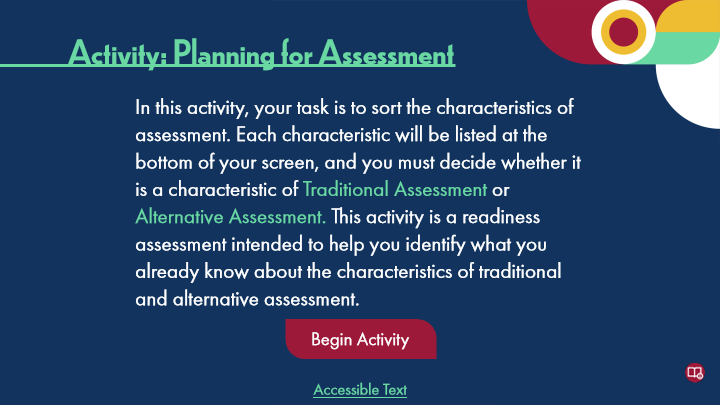 Activity: Planning for Assessment
In this activity, your task is to sort the characteristics of
assessment. Each characteristic will be listed at the
bottom of your screen, and you must decide whether it
is a characteristic of Traditional Assessment or
Alternative Assessment. This activity is a readiness
assessment intended to help you identify what you
already know about the characteristics of traditional
and alternative assessment.
Begin Activity
Accessible Text